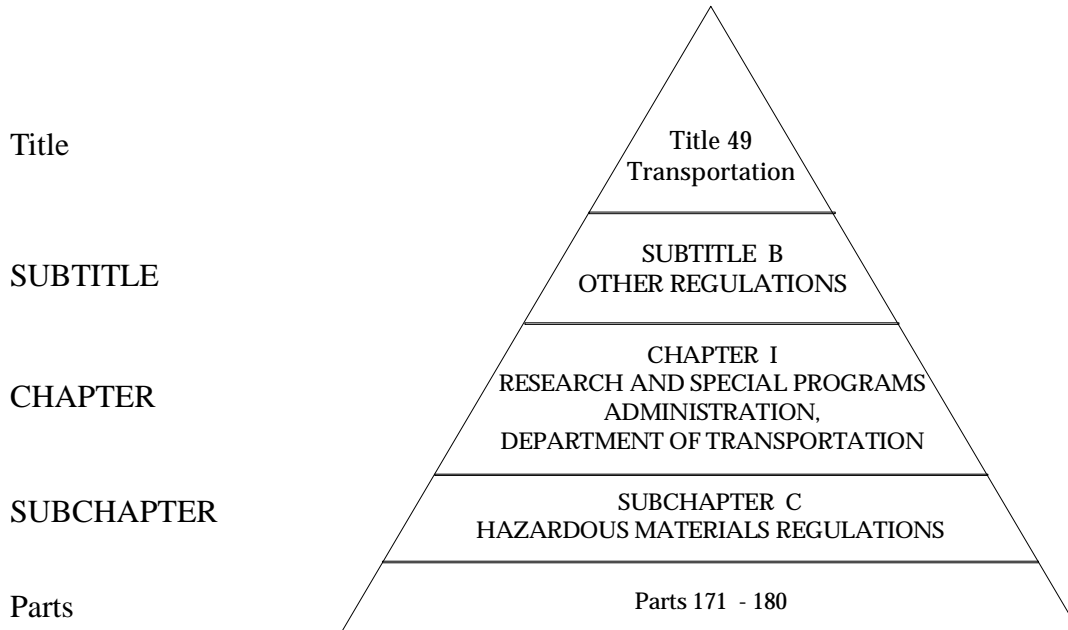 Title
Title 49
Transportation
SUBTITLE
SUBTITLE B
OTHER REGULATIONS
CHAPTER
CHAPTER I
RESEARCH AND SPECIAL PROGRAMS
ADMINISTRATION,
DEPARTMENT OF TRANSPORTATION
SUBCHAPTER
SUBCHAPTER C
HAZARDOUS MATERIALS REGULATIONS
Parts
Parts 171 - 180